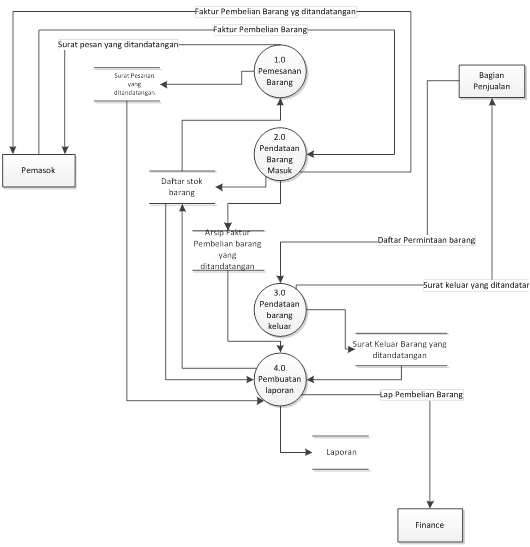 Faktur Pembelian Barang yg ditandatangan
Faktur Pembelian Barang
Surat pesan yang ditandatangan
1.0
Pemesanan
Barang
Surat Pesanan
yang
ditandatangan
Bagian
Penjualan
2.0
Pendataan
Barang
Masuk
Pemasok
Daftar stok
barang
Arsip Faktur
Pembelian barang
yang
ditandatangan
Daftar Permintaan barang
3.0
Pendataan
barang
keluar
Surat keluar yang ditandatar
Surat Keluar Barang yang
ditandatangan
4.0
Pembuatan
laporan
Lap Pembelian Barang
Laporan
Finance